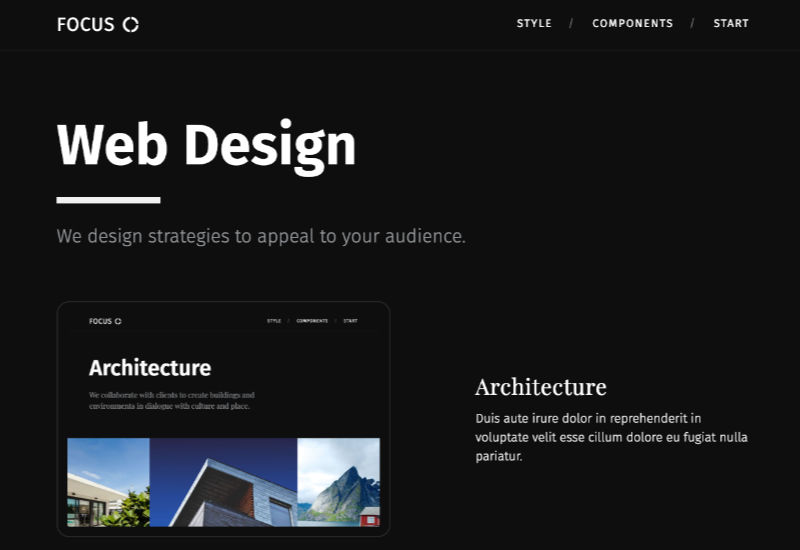 FOCUS
STYLE / COMPONENTS / START
Web Design
We design strategies to appeal to your audience.
FOCUS
STYLE / COMPONENTS / START
Architecture
We collaborate with clients to create buildings and
environments in dialogue with culture and place.
Architecture
Duis aute irure dolor in reprehenderit in
voluptate velit esse cillum dolore eu fugiat nulla
pariatur.